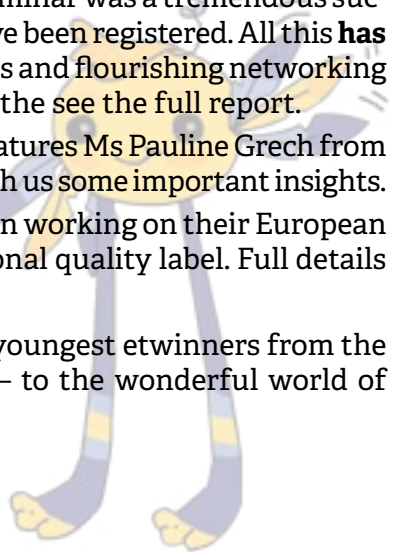 minar was a tremendous suc-
ve been registered. All this has
s and flourishing networking
the see the full report.
atures Ms Pauline Grech from
h us some important insights.
n working on their European
onal quality label. Full details
youngest etwinners from the
– to the wonderful world of